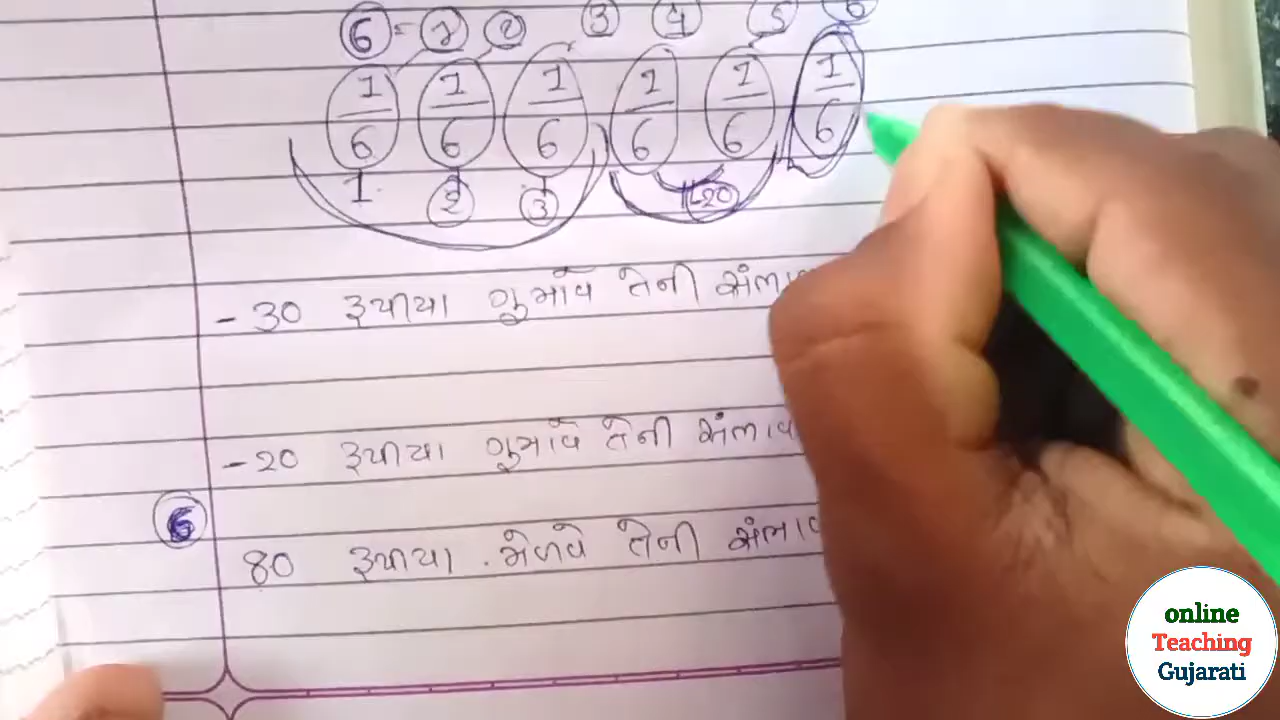 6 = 1 2 3 4 5 6
1/6 1/6 1/6 1/6 1/6 1/6
1 2 3 -20
-30 રૂપીયા ગુમાવે તેની સંભાવ
-20 રૂપીયા ગુમાવે તેની સંભાવ
6
80 રૂપીયા . મેળવે તેની સંભાવ
online
Teaching
Gujarati